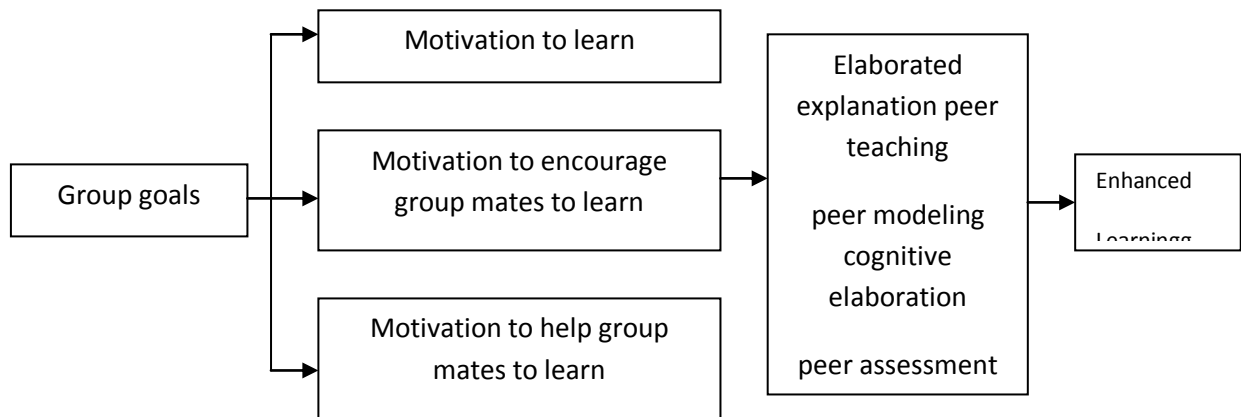 Motivation to learn
Group goals
Motivation to encourage
group mates to learn
Motivation to help group
mates to learn
Elaborated
explanation peer
teaching
peer modeling
cognitive
elaboration
peer assessment
Enhanced
Learningg